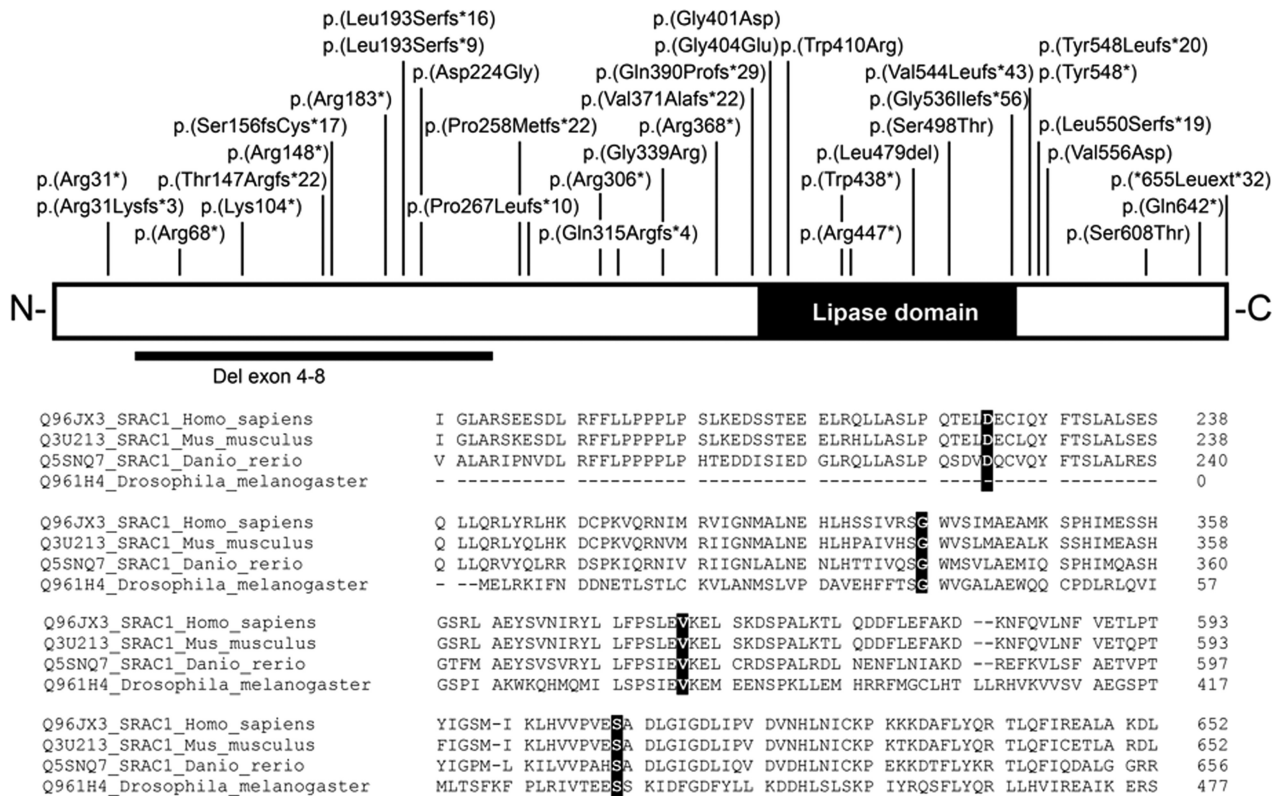 p.(Leu193Serfs*16) p.(Gly401Asp)
p.(Leu193Serfs*9) p.(Gly404Glu) p.(Trp410Arg) p.(Tyr548Leufs*20)
p.(Asp224Gly) p.(Gln390Profs*29) p.(Val544Leufs*43) p.(Tyr548*)
p.(Arg183*) p.(Val371Alafs*22) p.(Gly536Ilefs*56)
p.(Ser156fsCys*17) p.(Pro258Metfs*22) p.(Arg368*) p.(Ser498Thr) p.(Leu550Serfs*19)
p.(Arg148*) p.(Gly339Arg) p.(Leu479del) p.(Val556Asp)
p.(Arg31*) p.(Thr147Argfs*22) p.(Arg306*) p.(Trp438*) p.(*655Leuext*32)
p.(Arg31Lysfs*3) p.(Lys104*) p.(Pro267Leufs*10) p.(Gln642*)
p.(Arg68*) p.(Gln315Argfs*4) p.(Arg447*) p.(Ser608Thr)
N- Lipase domain -C
Del exon 4-8
Q96JX3_SRAC1_Homo_sapiens I GLARSEESDL RFFLLPPPLP SLKEDSSTEE ELRQLLASLP QTELDECIQY FTSLALSES 238
Q3U213_SRAC1_Mus_musculus I GLARSKESDL RFFLPPPPLP SLKEDSSTEE ELRHLLASLP QTELDECLQY FTSLALSES 238
Q5SNQ7_SRAC1_Danio_rerio V ALARIPNVDL RFFLPPPPLP HTEDDISIED GLRQLLASLP QSDVDQCVQY FTSLALRES 240
Q961H4_Drosophila_melanogaster - ---------- ---------- ---------- ---------- ---------- --------- 0
Q96JX3_SRAC1_Homo_sapiens Q LLQRLYRLHK DCPKVQRNIM RVIGNMALNE HLHSSIVRSG WVSIMAEAMK SPHIMESSH 358
Q3U213_SRAC1_Mus_musculus Q LLQRLYQLHK DCPKVQRNVM RIIGNMALNE HLHPAIVHSG WVSLMAEALK SSHIMEASH 358
Q5SNQ7_SRAC1_Danio_rerio Q LLQRVYQLRR DSPKIQRNIV RIIGNLALNE NLHTTIVQSG WMSVLAEMIQ SPHIMQASH 360
Q961H4_Drosophila_melanogaster - --MELRKIFN DDNETLSTLC KVLANMSLVP DAVEHFFTSG WVGALAEWQQ CPDLRLQVI 57
Q96JX3_SRAC1_Homo_sapiens GSRL AEYSVNIRYL LFPSLEVKEL SKDSPALKTL QDDFLEFAKD --KNFQVLNF VETLPT 593
Q3U213_SRAC1_Mus_musculus GSRL AEYSVNIRYL LFPSLEVKEL SKDSPALKTL QDDFLEFAKD --KNFQVLNF VETQPT 593
Q5SNQ7_SRAC1_Danio_rerio GTFM AEYSVSVRYL LFPSIEVKEL CRDSPALRDL NENFLNIAKD --REFKVLSF AETVPT 597
Q961H4_Drosophila_melanogaster GSPI AKWKQHMQMI LSPSIEVKEM EENSPKLLEM HRRFMGCLHT LLRHVKVVSV AEGSPT 417
Q96JX3_SRAC1_Homo_sapiens YIGSM-I KLHVVPVESA DLGIGDLIPV DVNHLNICKP KKKDAFLYQR TLQFIREALA KDL 652
Q3U213_SRAC1_Mus_musculus FIGSM-I KLHVVPVESA DLGIGDLIPV DVNHLNICKP KTKDAFLYQR TLQFICETLA RDL 652
Q5SNQ7_SRAC1_Danio_rerio YIGPM-L KILVVPAHSA DLGIGDLIQV DVDHLNICKP EKKDTFLYKR TLQFIQDALG GRR 656
Q961H4_Drosophila_melanogaster MLTSFKF PLRIVTEESS KIDFGDFYLL KDDHLSLSKP IYRQSFLYQR LLHVIREAIK ERS 477